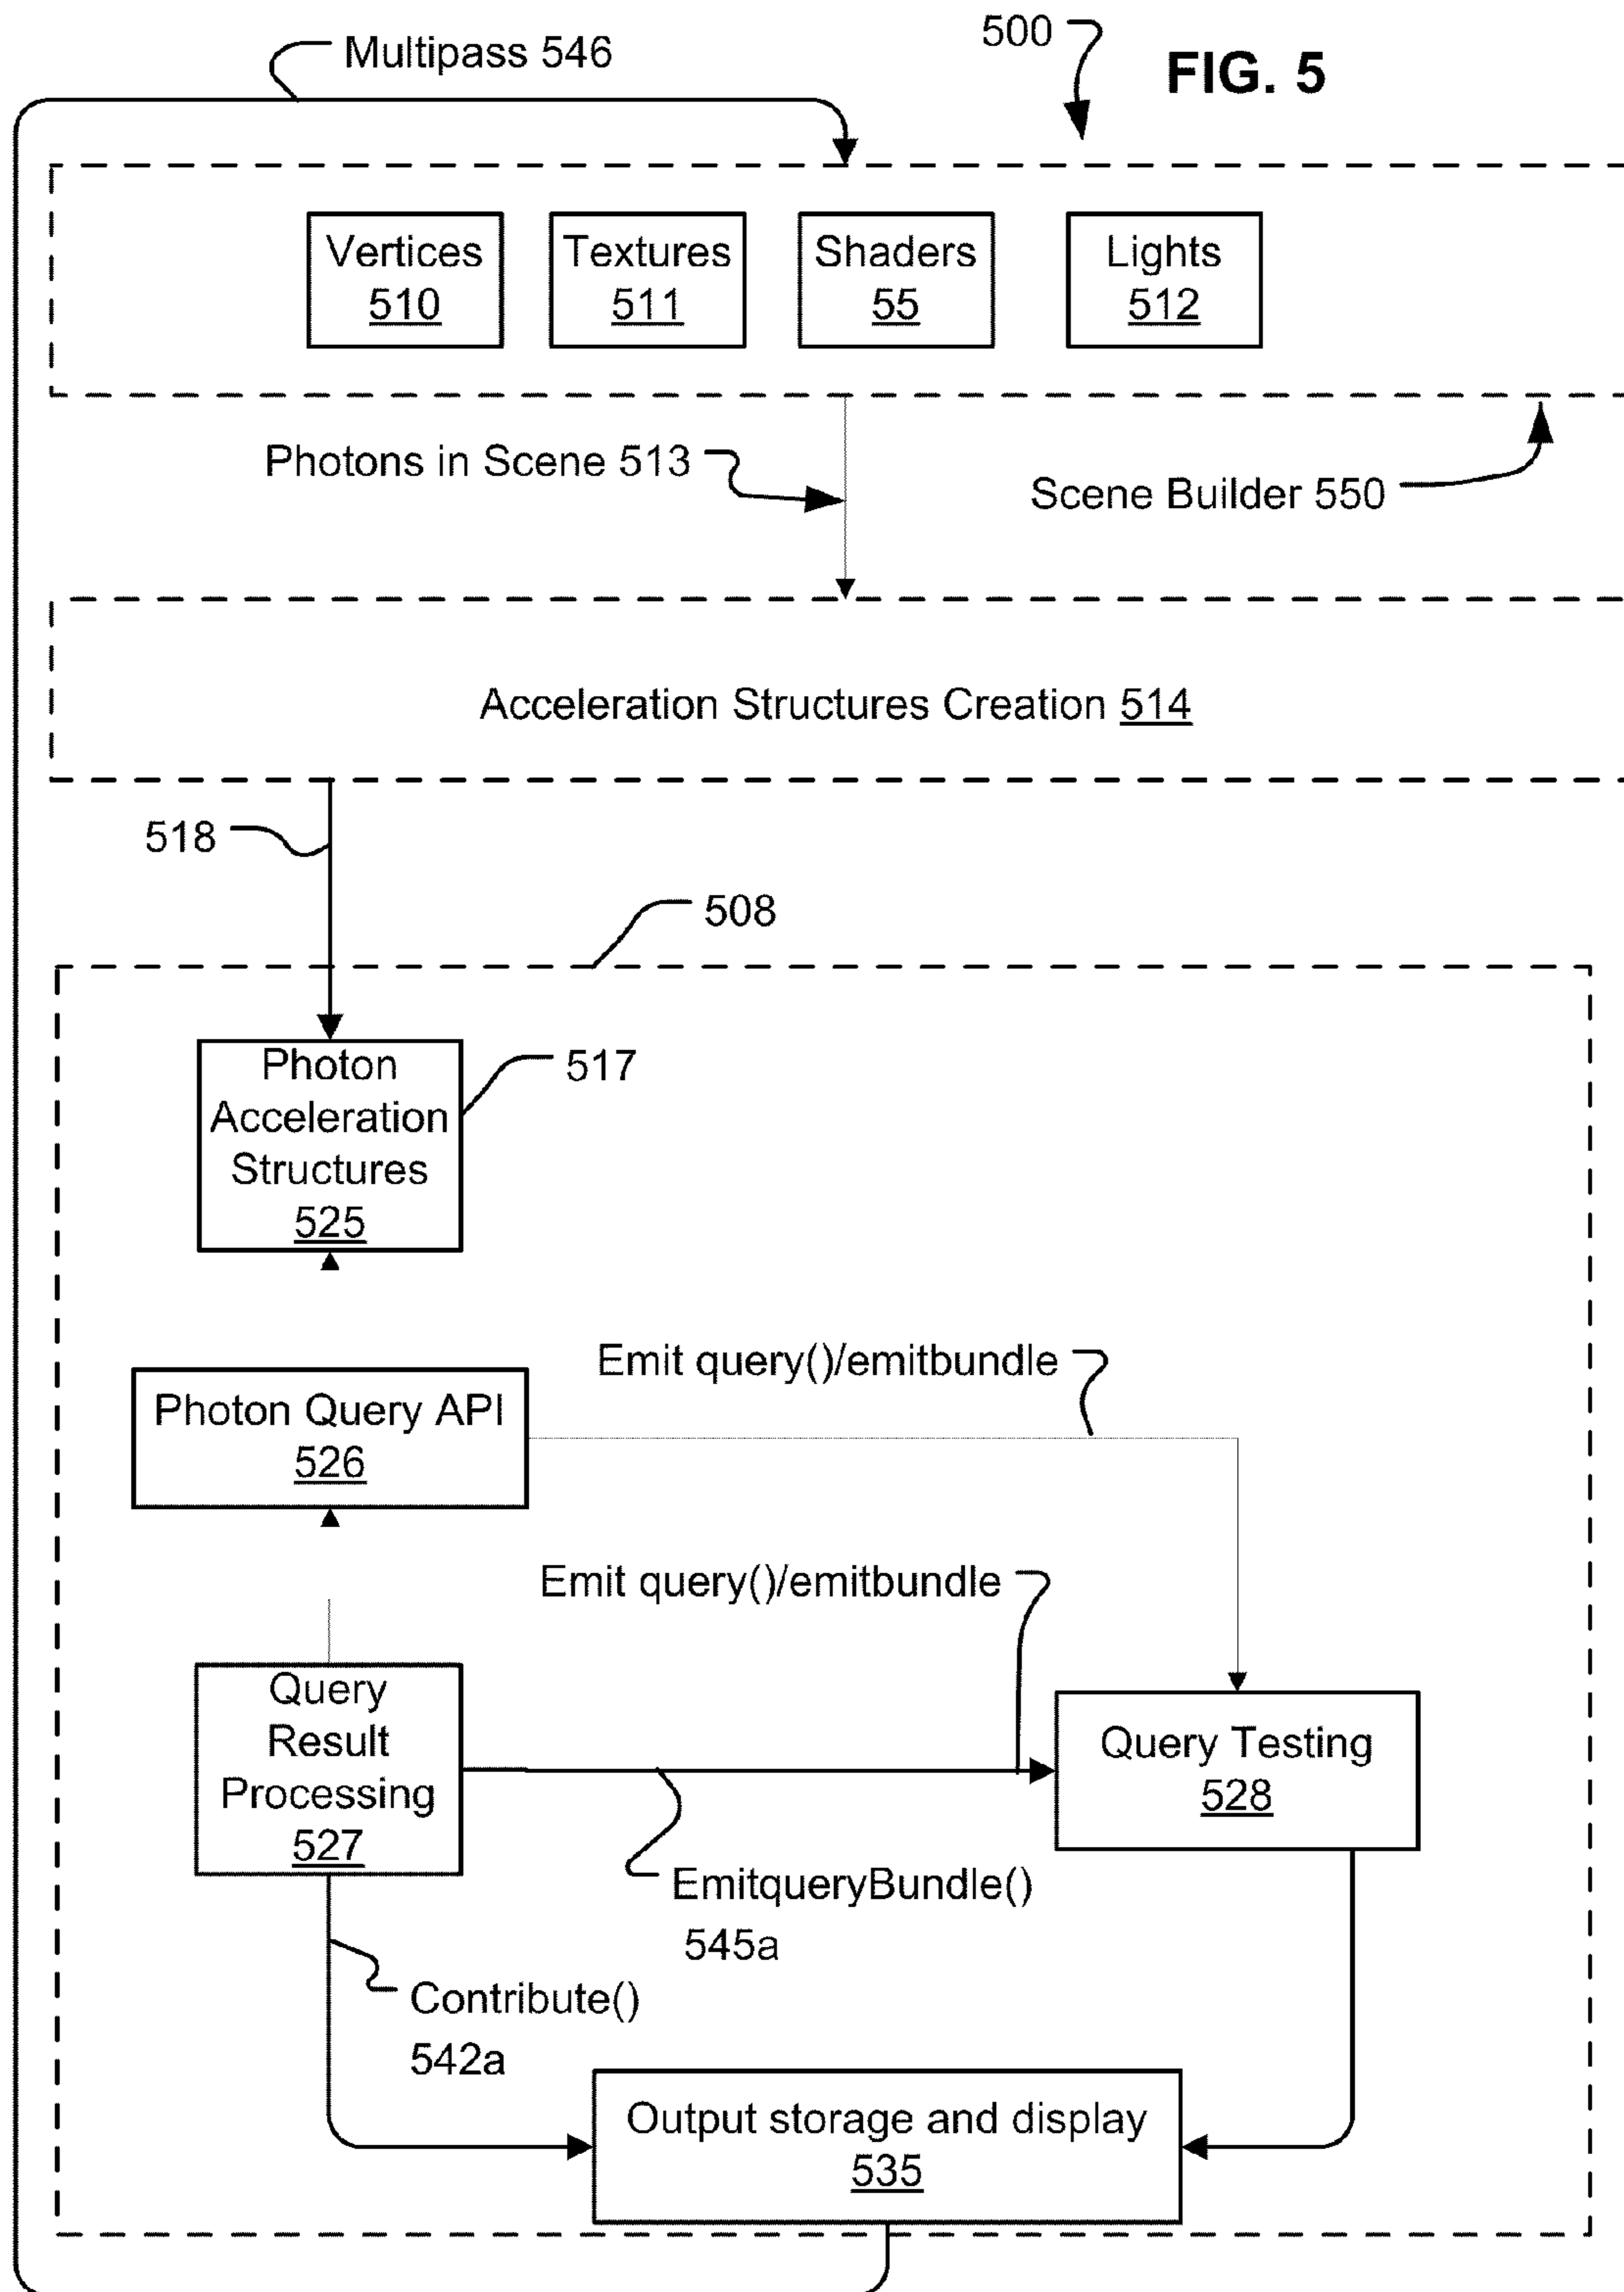 Multipass 546
500
FIG. 5
Vertices
510
Textures
511
Shaders
55
Lights
512
Photons in Scene 513
Scene Builder 550
Acceleration Structures Creation 514
518
508
Photon
Acceleration
Structures
525
517
Emit query()/emitbundle
Photon Query API
526
Emit query()/emitbundle
Query
Result
Processing
527
Query Testing
528
EmitqueryBundle()
545a
Contribute()
542a
Output storage and display
535